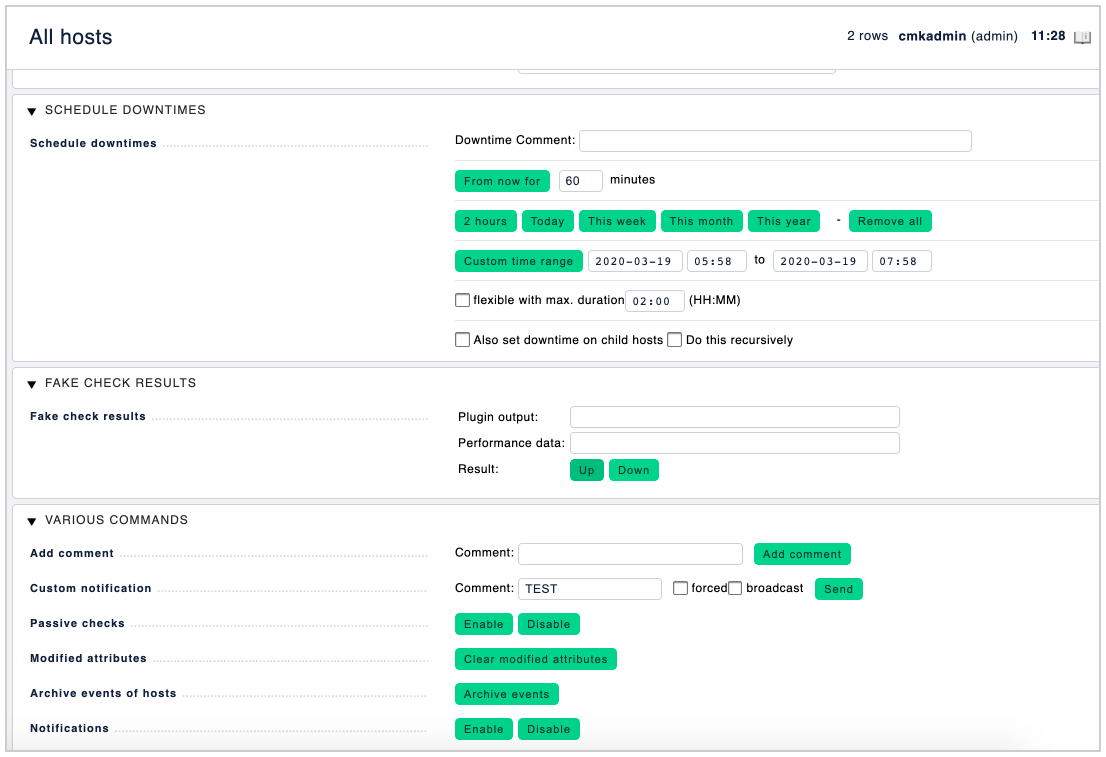 All hosts
2 rows cmkadmin (admin) 11:28
SCHEDULE DOWNTIMES
Schedule downtimes
Downtime Comment:
From now for 60 minutes
2 hours Today This week This month This year - Remove all
Custom time range 2020-03-19 05:58 to 2020-03-19 07:58
flexible with max. duration 02:00 (HH:MM)
Also set downtime on child hosts Do this recursively
FAKE CHECK RESULTS
Fake check results
Plugin output:
Performance data:
Result: Up Down
VARIOUS COMMANDS
Add comment Comment: Add comment
Custom notification Comment: TEST forced broadcast Send
Passive checks Enable Disable
Modified attributes Clear modified attributes
Archive events of hosts Archive events
Notifications Enable Disable